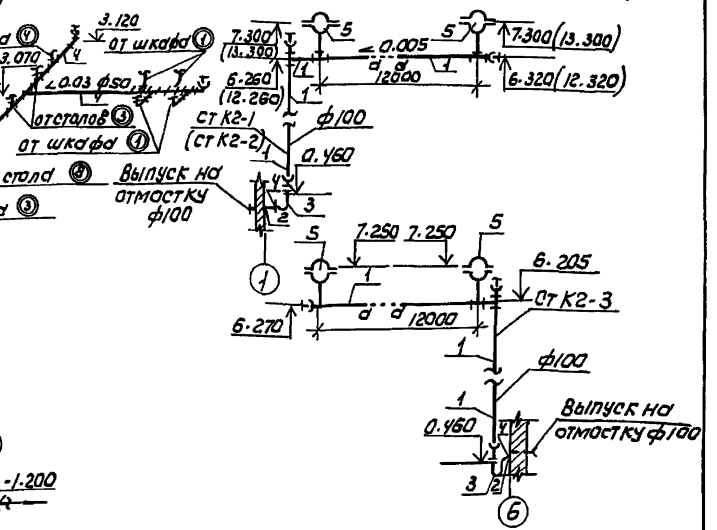 3.120
от шкафа ①
3.070
4
∠0.03 ф50
4
от столов ③
от шкафа ①
стола ⑧
③
7.300
(13.300)
6.260
(12.260)
5
5
7.300 (13.300)
∠ 0.005
6.320 (12.320)
1
d d
1
12000
1
Ст К2-1
(Ст К2-2)
ф100
1
0.460
4
2
3
Выпуск на
отмостку
ф100
1
5
7.250
7.250
5
6.205
1
Ст К2-3
d d
6.270
12000
1
ф100
1
0.460
4
Выпуск на
отмостку ф100
3
2
6
-1.200